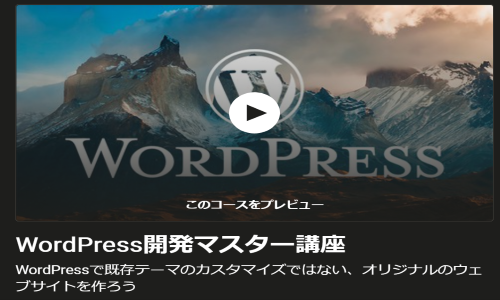 WORDPRESS
このコースをプレビュー
WordPress開発マスター講座
WordPressで既存テーマのカスタマイズではない、オリジナルのウェ
ブサイトを作ろう